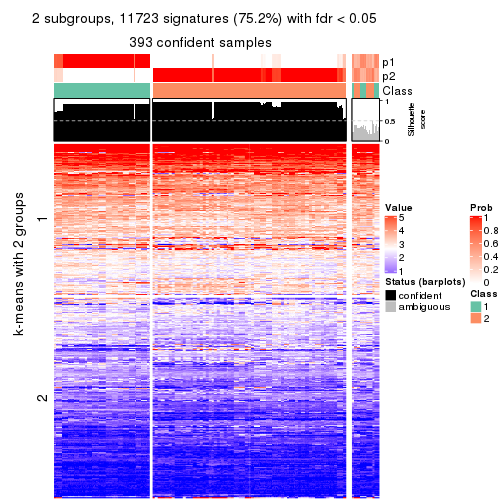 2 subgroups, 11723 signatures (75.2%) with fdr < 0.05
393 confident samples
p1
p2
Class
1
0.5
0
Silhouette
score
k-means with 2 groups
1
2
Value
5
4
3
2
1
Prob
1
0.8
0.6
0.4
0.2
0
Status (barplots)
confident
ambiguous
Class
1
2